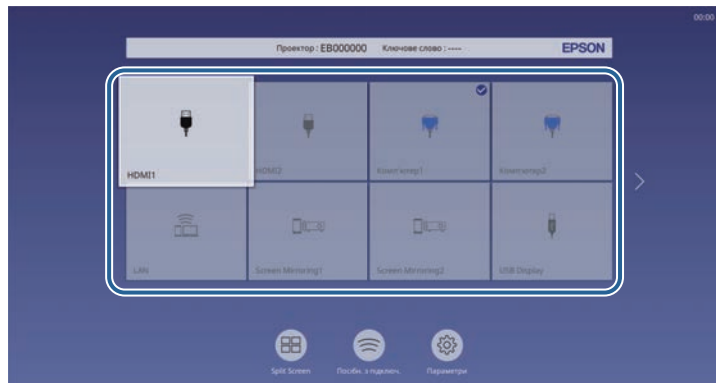 00:00
Проектор : EB000000 Ключове слово : ----
EPSON
HDMI1
HDMI2
Комп'ютер1
Комп'ютер2
LAN
Screen Mirroring1
Screen Mirroring2
USB Display
Split Screen
Посібн. з підключ.
Параметри